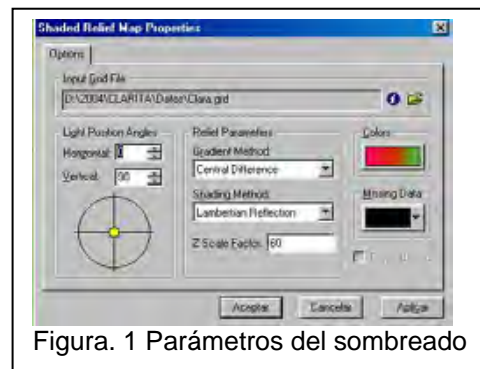 Shaded Relief Map Properties
Options
Input Grid File
D:\2004\CLARITA\Datos\Clara.grd
Light Position Angles
Horizontal: 0
Vertical: 90
Relief Parameters
Gradient Method:
Central Difference
Shading Method:
Lambertian Reflection
Z Scale Factor: 60
Colors
Missing Data
Aceptar
Cancelar
Aplicar
Figura. 1 Parámetros del sombreado